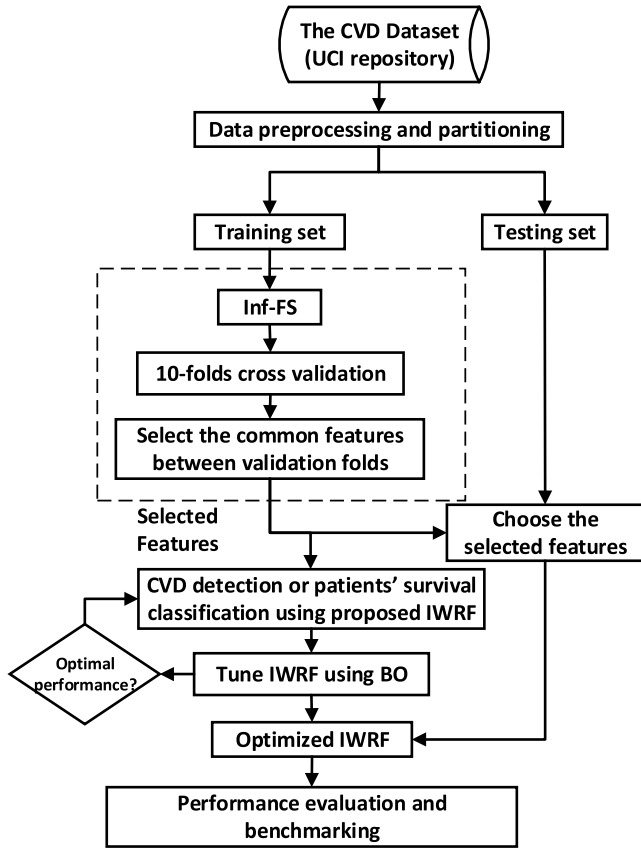 The CVD Dataset
(UCI repository)
Data preprocessing and partitioning
Training set
Testing set
Inf-FS
10-folds cross validation
Select the common features
between validation folds
Selected
Features
Choose the
selected features
CVD detection or patients’ survival
classification using proposed IWRF
Optimal
performance?
Tune IWRF using BO
Optimized IWRF
Performance evaluation and
benchmarking